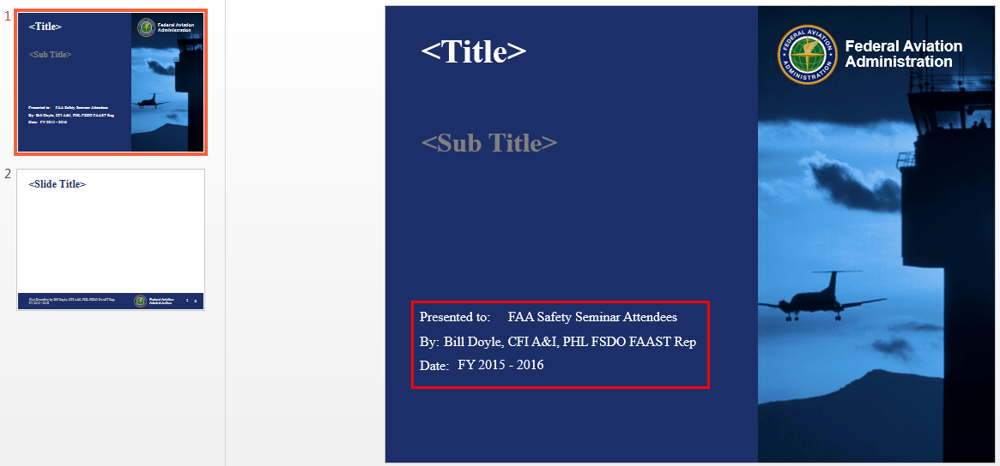 1
<Title>
Federal Aviation
Administration
<Sub Title>
Presented to: FAA Safety Seminar Attendees
By: Bill Doyle, CFI A&I, PHL FSDO FAAST Rep
Date: FY 2015 - 2016
2
<Slide Title>
Federal Aviation
Administration
<Title>
FEDERAL AVIATION
ADMINISTRATION
Federal Aviation
Administration
<Sub Title>
Presented to: FAA Safety Seminar Attendees
By: Bill Doyle, CFI A&I, PHL FSDO FAAST Rep
Date: FY 2015 - 2016